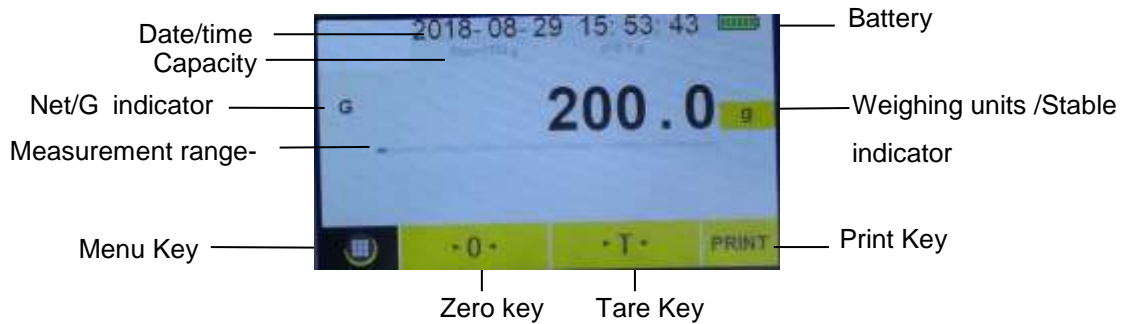 Date/time
2018-08-29 15:53:43
Battery
Capacity
Net/G indicator
G
200.0
g
Weighing units /Stable
indicator
Measurement range-
Menu Key
·0·
·T·
PRINT
Print Key
Zero key
Tare Key